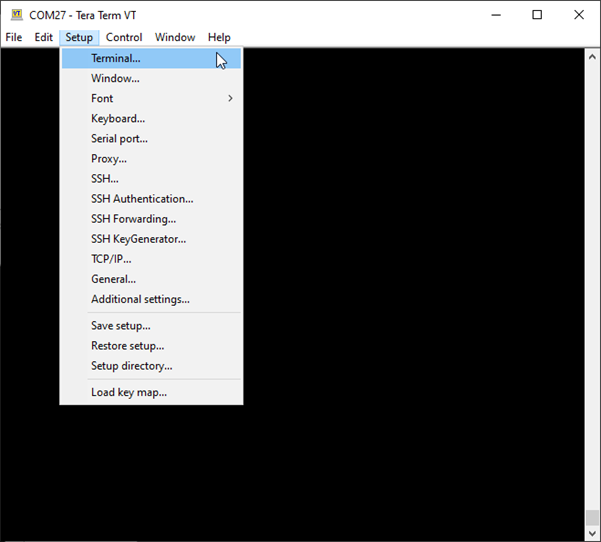 VT COM27 - Tera Term VT
File Edit Setup Control Window Help
Terminal...
Window...
Font
Keyboard...
Serial port...
Proxy...
SSH...
SSH Authentication...
SSH Forwarding...
SSH KeyGenerator...
TCP/IP...
General...
Additional settings...
Save setup...
Restore setup...
Setup directory...
Load key map...